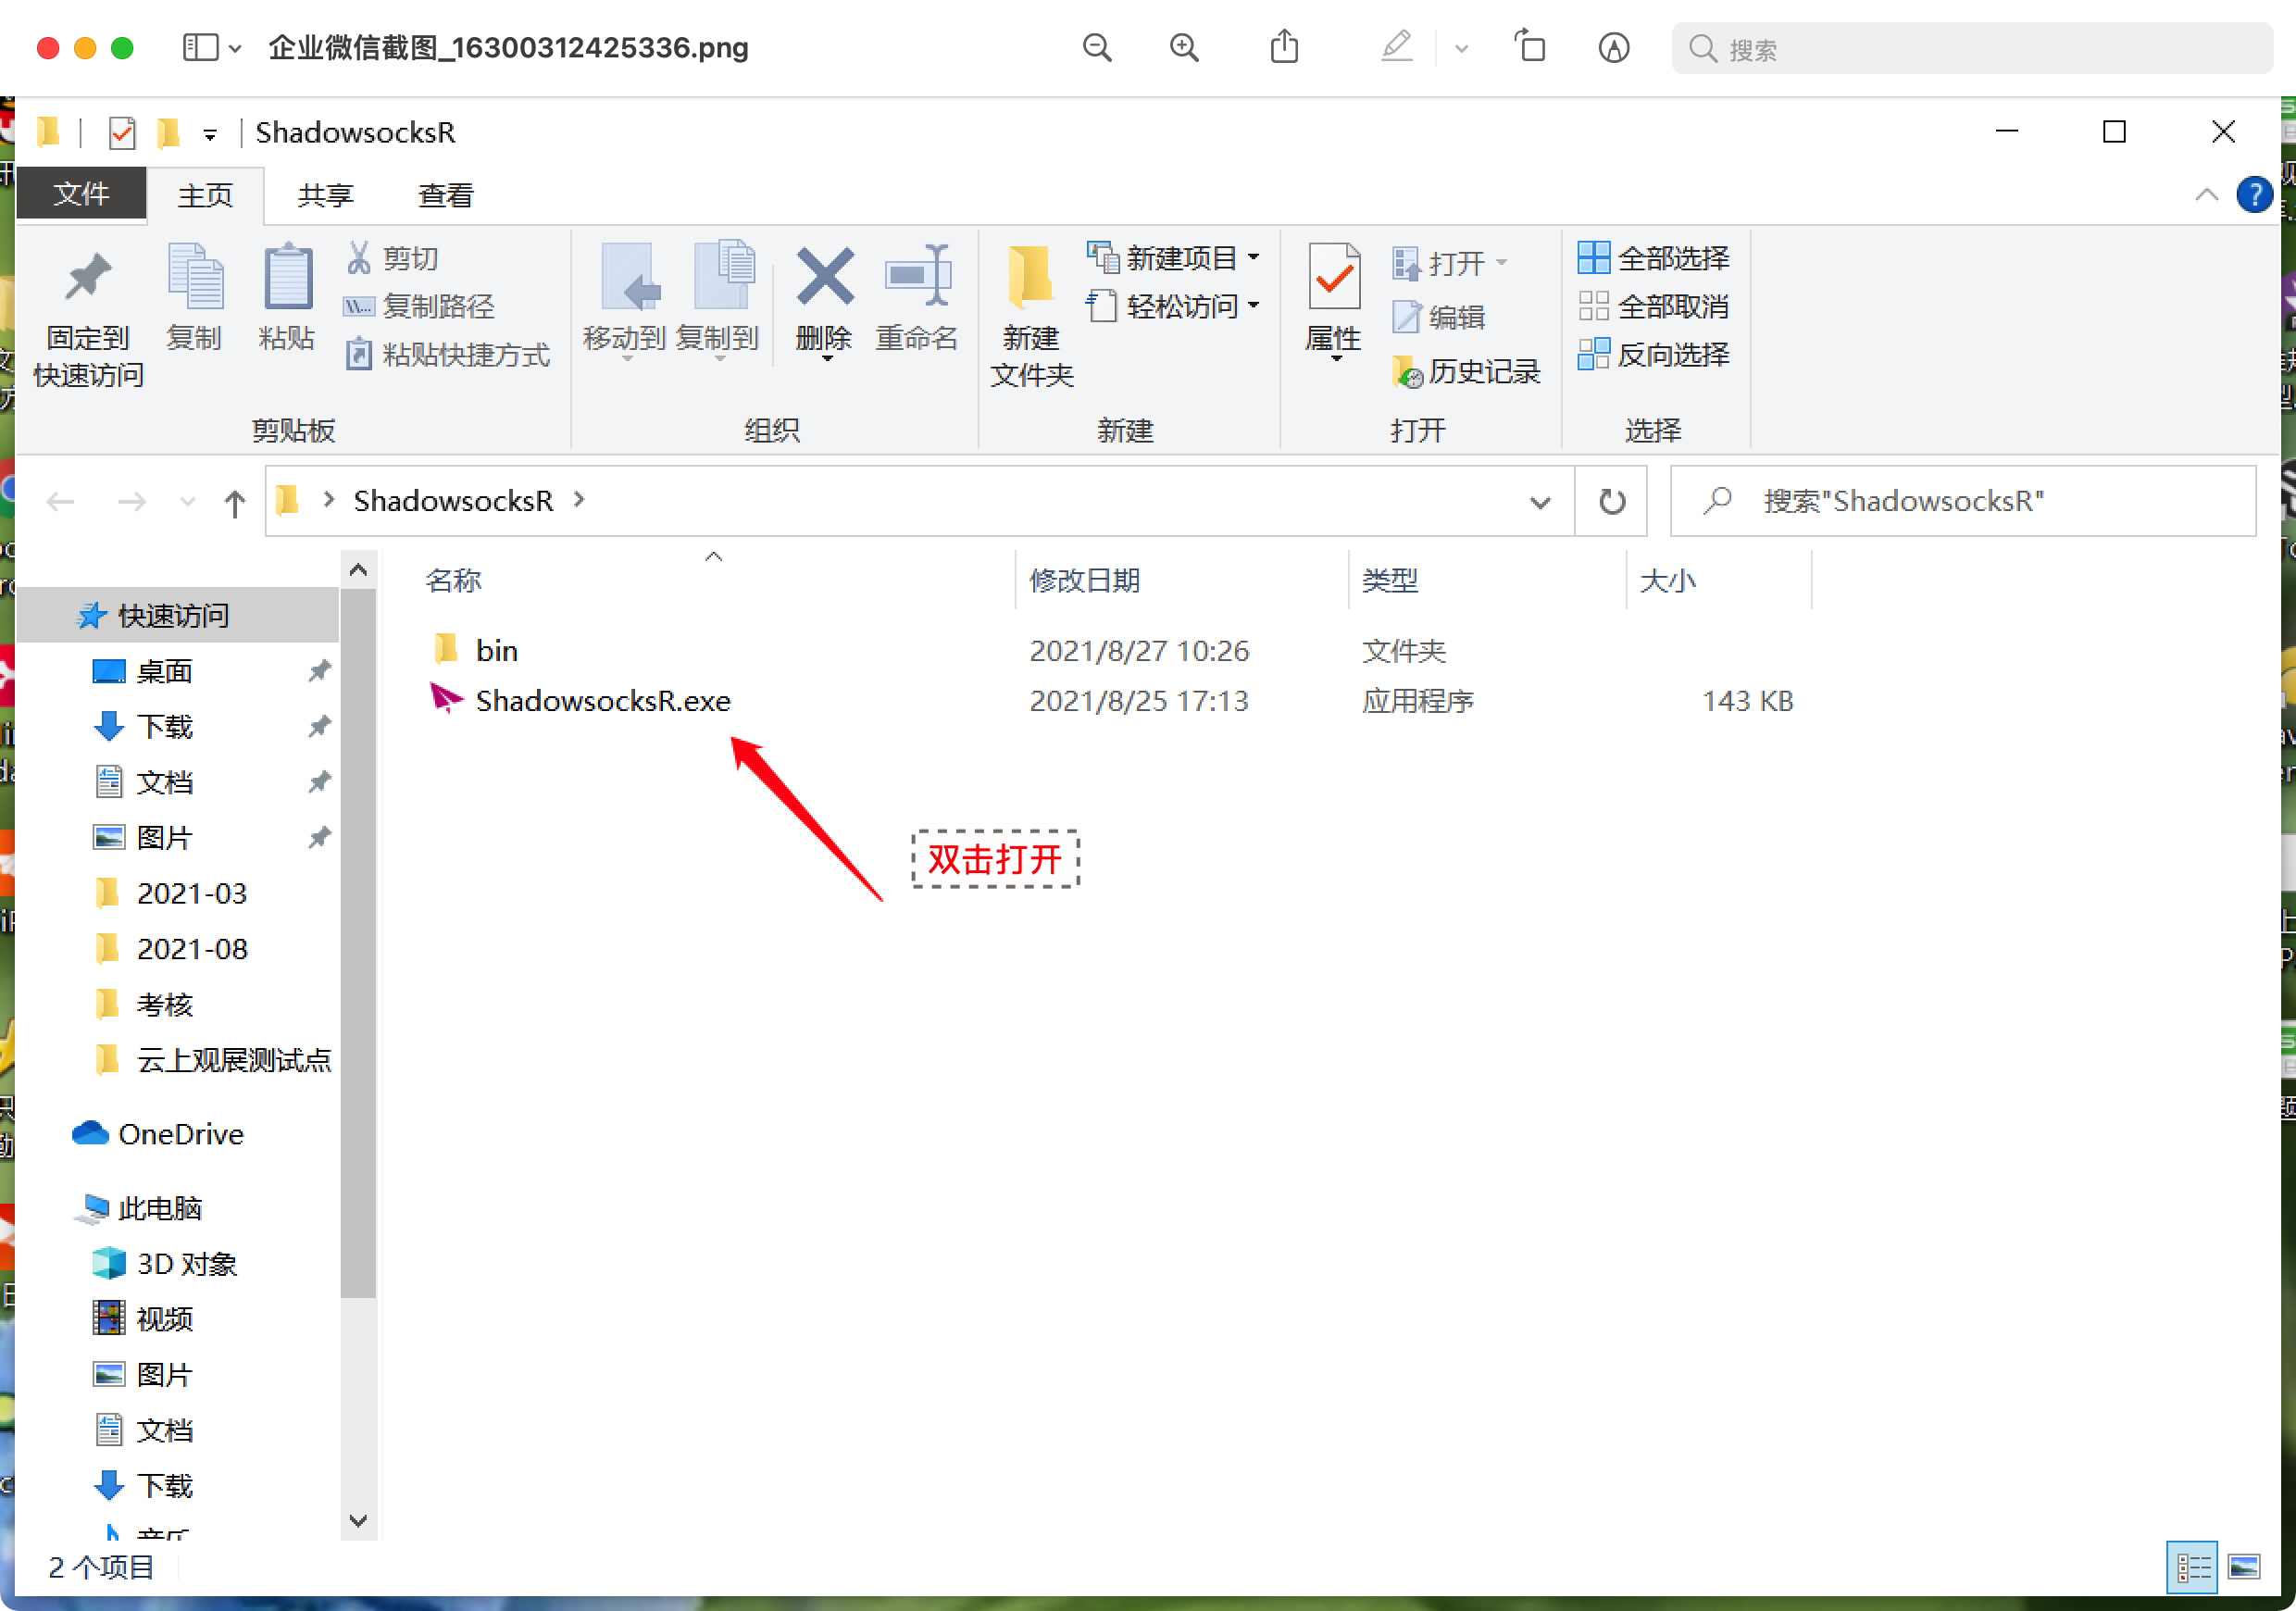 企业微信截图_16300312425336.png
搜索
ShadowsocksR
文件 主页 共享 查看
固定到
快速访问
复制
粘贴
剪切
复制路径
粘贴快捷方式
剪贴板
移动到
复制到
删除
重命名
组织
新建
文件夹
新建项目
轻松访问
新建
属性
打开
编辑
历史记录
打开
全部选择
全部取消
反向选择
选择
ShadowsocksR
搜索"ShadowsocksR"
名称 修改日期 类型 大小
bin 2021/8/27 10:26 文件夹
ShadowsocksR.exe 2021/8/25 17:13 应用程序 143 KB
双击打开
快速访问
桌面
下载
文档
图片
2021-03
2021-08
考核
云上观展测试点
OneDrive
此电脑
3D 对象
视频
图片
文档
下载
音乐
2 个项目